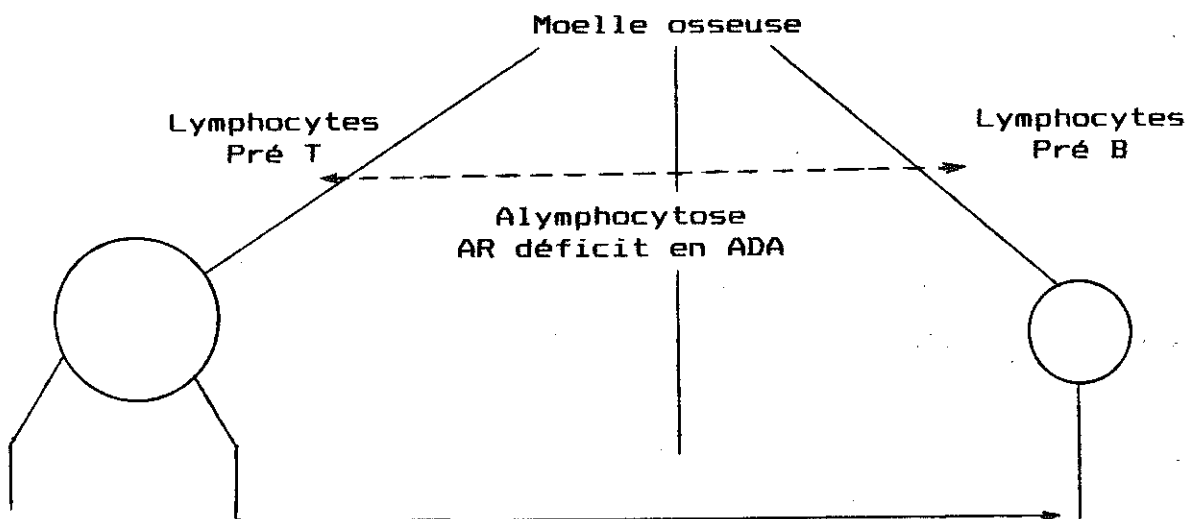 Moelle osseuse
Lymphocytes
Pré T
Lymphocytes
Pré B
Alymphocytose
AR déficit en ADA